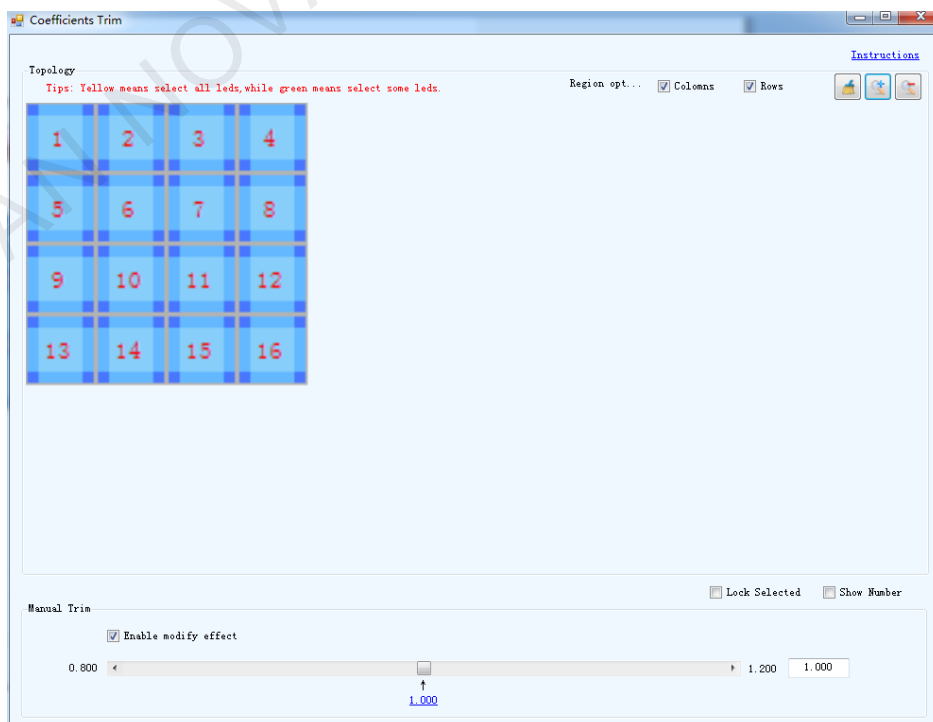 Coefficients Trim
Instructions
Topology
Tips: Yellow means select all leds,while green means select some leds.
Region opt...
Colomns
Rows
1 2 3 4
5 6 7 8
9 10 11 12
13 14 15 16
Lock Selected
Show Number
Manual Trim
Enable modify effect
0.800
1.200
1.000
1.000
AN NOVA